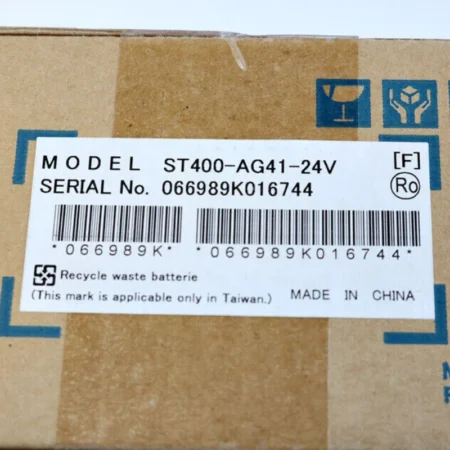 MODEL ST400-AG41-24V [F]
SERIAL No. 066989K016744 Ro
*066989K* *066989K016744*
Recycle waste batterie
(This mark is applicable only in Taiwan.) MADE IN CHINA